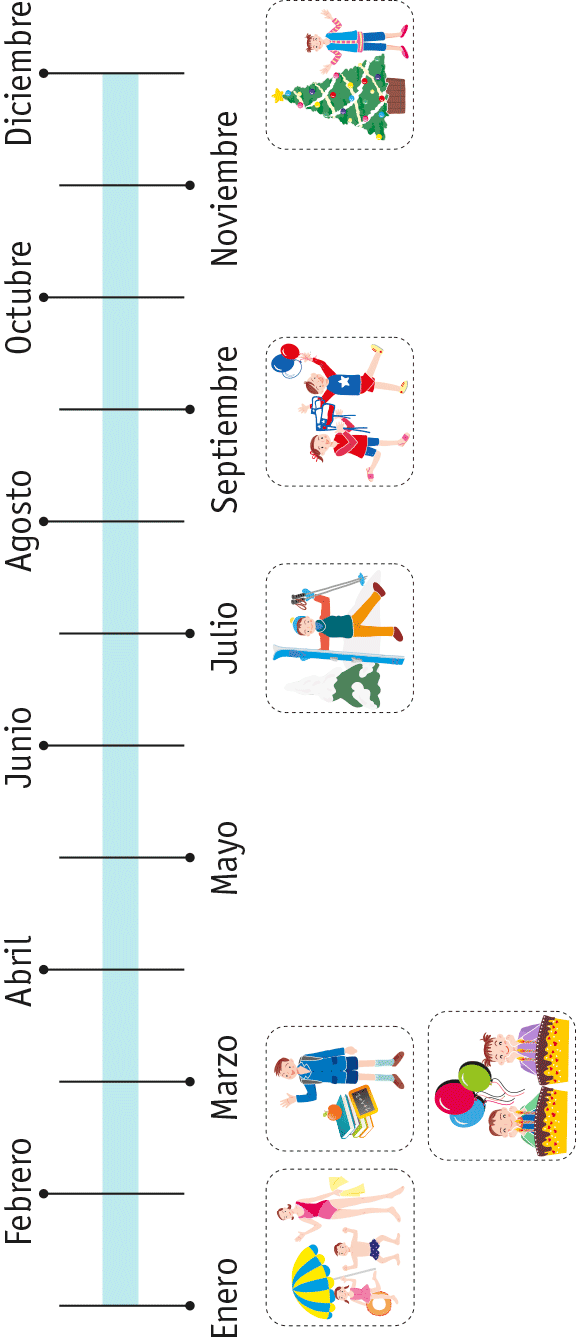 Enero
Febrero
Marzo
Abril
Mayo
Junio
Julio
Agosto
Septiembre
Octubre
Noviembre
Diciembre